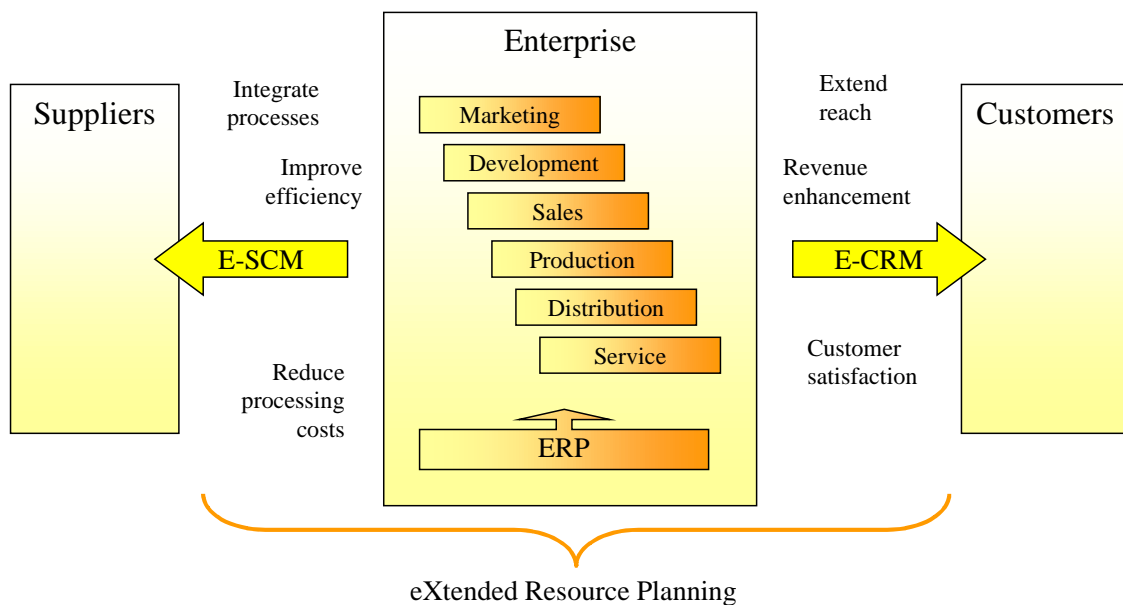 Enterprise
Suppliers
Integrate
processes
Improve
efficiency
E-SCM
Reduce
processing
costs
Marketing
Development
Sales
Production
Distribution
Service
ERP
Extend
reach
Revenue
enhancement
E-CRM
Customer
satisfaction
Customers
eXtended Resource Planning